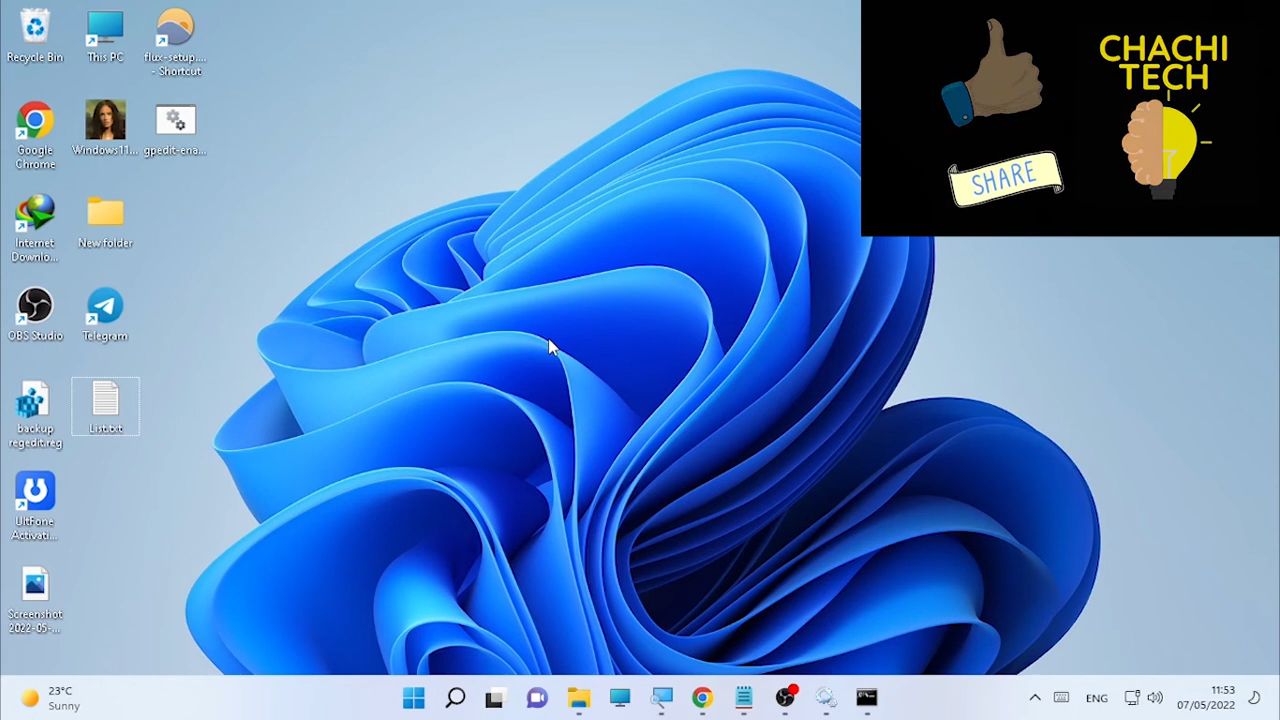 Recycle Bin
This PC
flux-setup....
- Shortcut
CHACHI
TECH
SHARE
Google
Chrome
Windows11...
gpedit-ena...
Internet
Downlo...
New folder
OBS Studio
Telegram
backup
regedit.reg
List.txt
UltFone
Activati...
Screenshot
2022-05-...
23°C
Sunny
ENG
11:53
07/05/2022